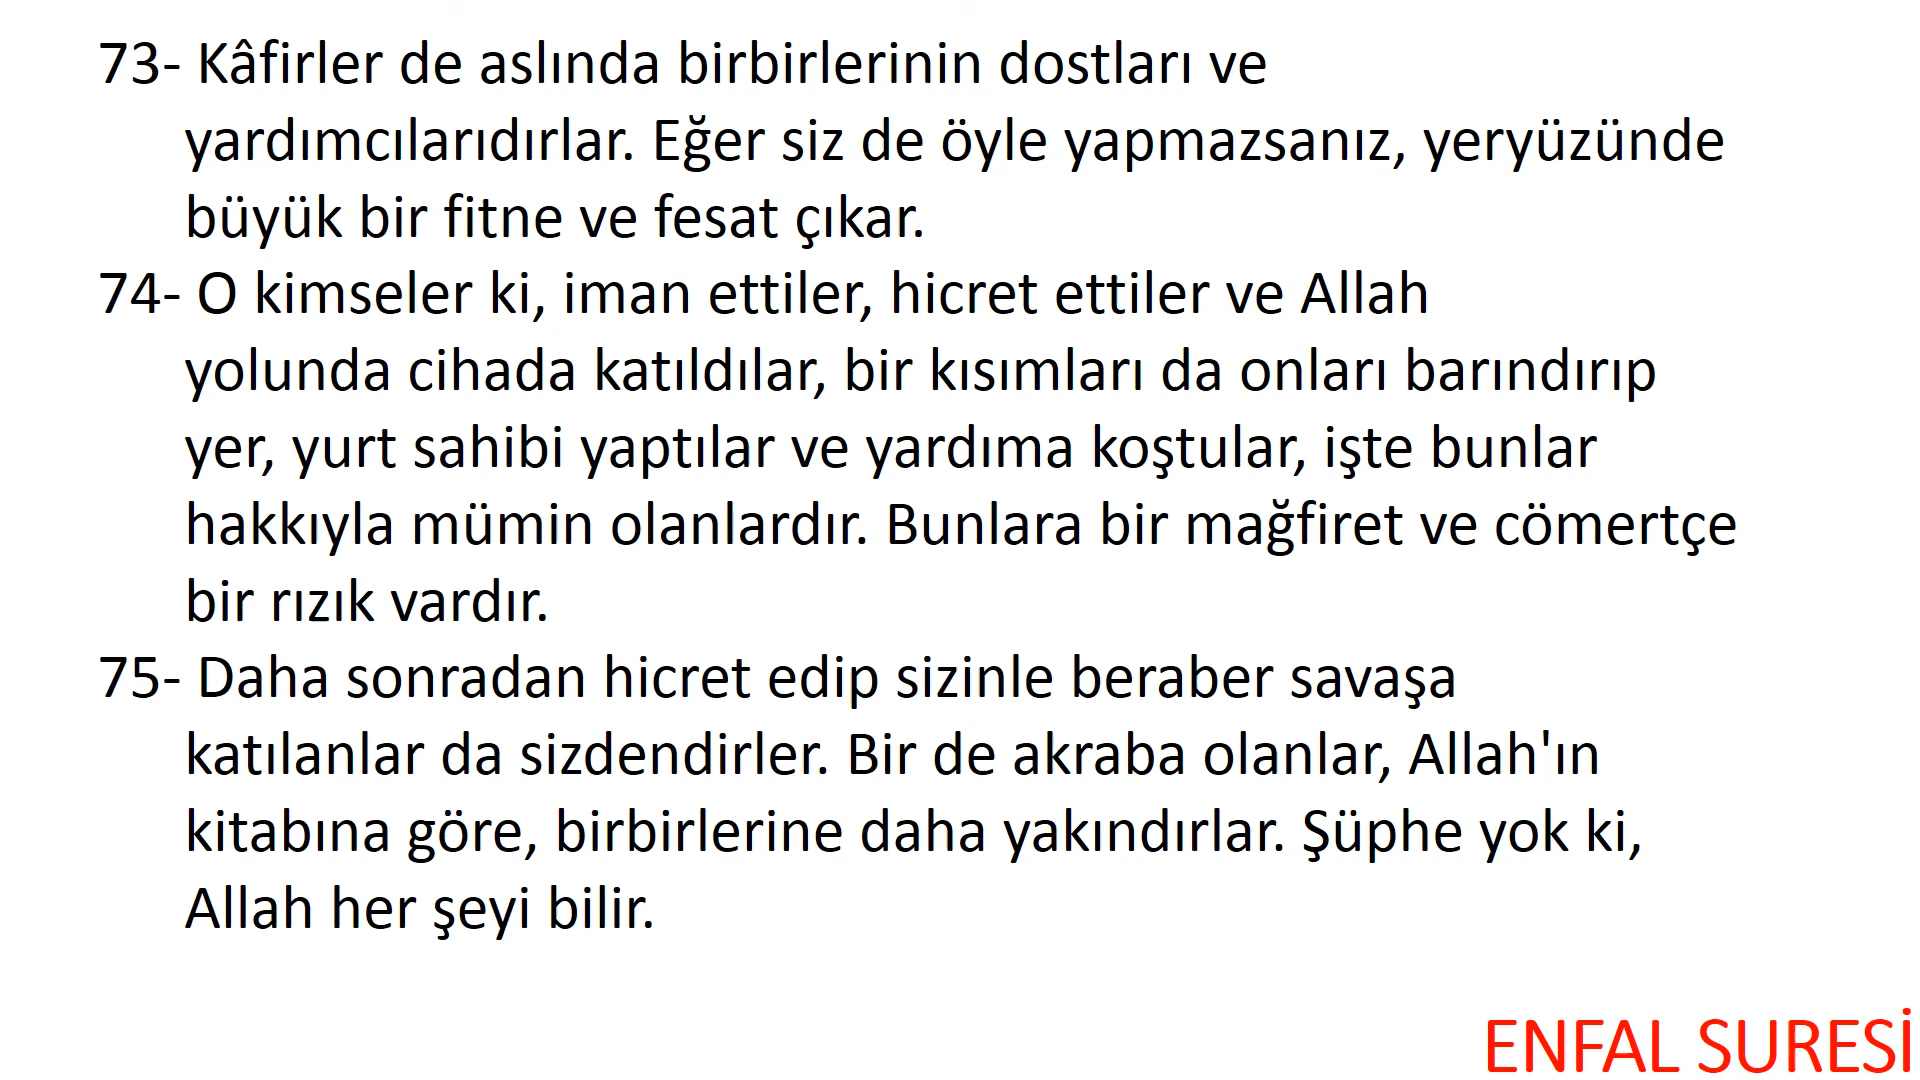 73- Kâfirler de aslında birbirlerinin dostları ve
yardımcılarıdırlar. Eğer siz de öyle yapmazsanız, yeryüzünde
büyük bir fitne ve fesat çıkar.
74- O kimseler ki, iman ettiler, hicret ettiler ve Allah
yolunda cihada katıldılar, bir kısımları da onları barındırıp
yer, yurt sahibi yaptılar ve yardıma koştular, işte bunlar
hakkıyla mümin olanlardır. Bunlara bir mağfiret ve cömertçe
bir rızık vardır.
75- Daha sonradan hicret edip sizinle beraber savaşa
katılanlar da sizdendirler. Bir de akraba olanlar, Allah'ın
kitabına göre, birbirlerine daha yakındırlar. Şüphe yok ki,
Allah her şeyi bilir.
ENFAL SURESİ